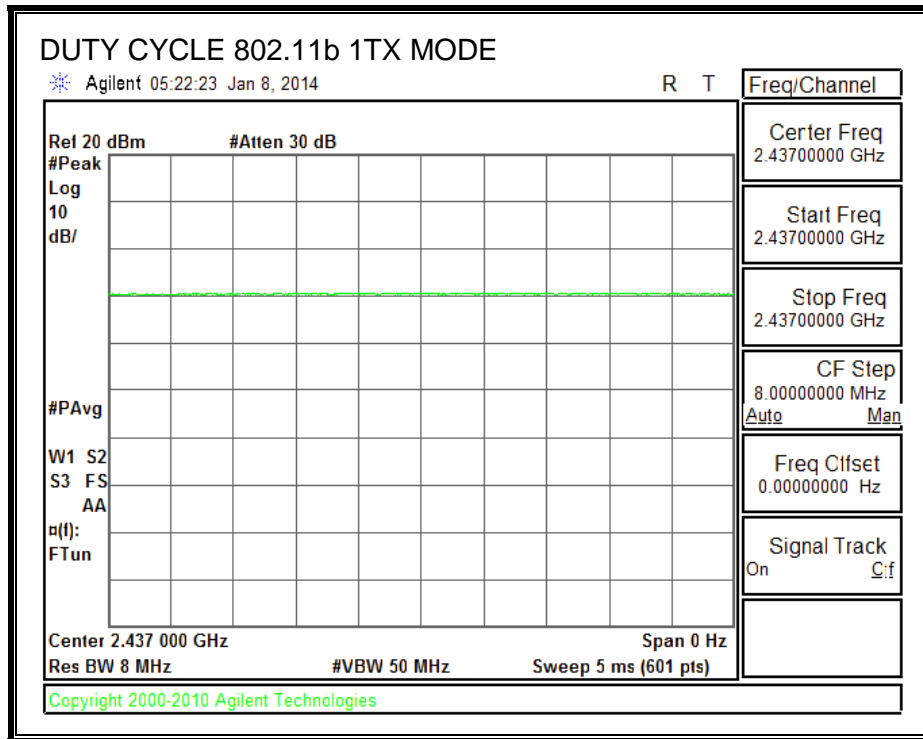 DUTY CYCLE 802.11b 1TX MODE
Agilent 05:22:23 Jan 8, 2014 R T
Freq/Channel
Ref 20 dBm #Atten 30 dB
#Peak
Log
10
dB/
#PAvg
W1 S2
S3 FS
AA
¤(f):
FTun
Center 2.437 000 GHz Span 0 Hz
Res BW 8 MHz #VBW 50 MHz Sweep 5 ms (601 pts)
Copyright 2000-2010 Agilent Technologies
Center Freq
2.43700000 GHz
Start Freq
2.43700000 GHz
Stop Freq
2.43700000 GHz
CF Step
8.00000000 MHz
Auto Man
Freq Offset
0.00000000 Hz
Signal Track
On Off